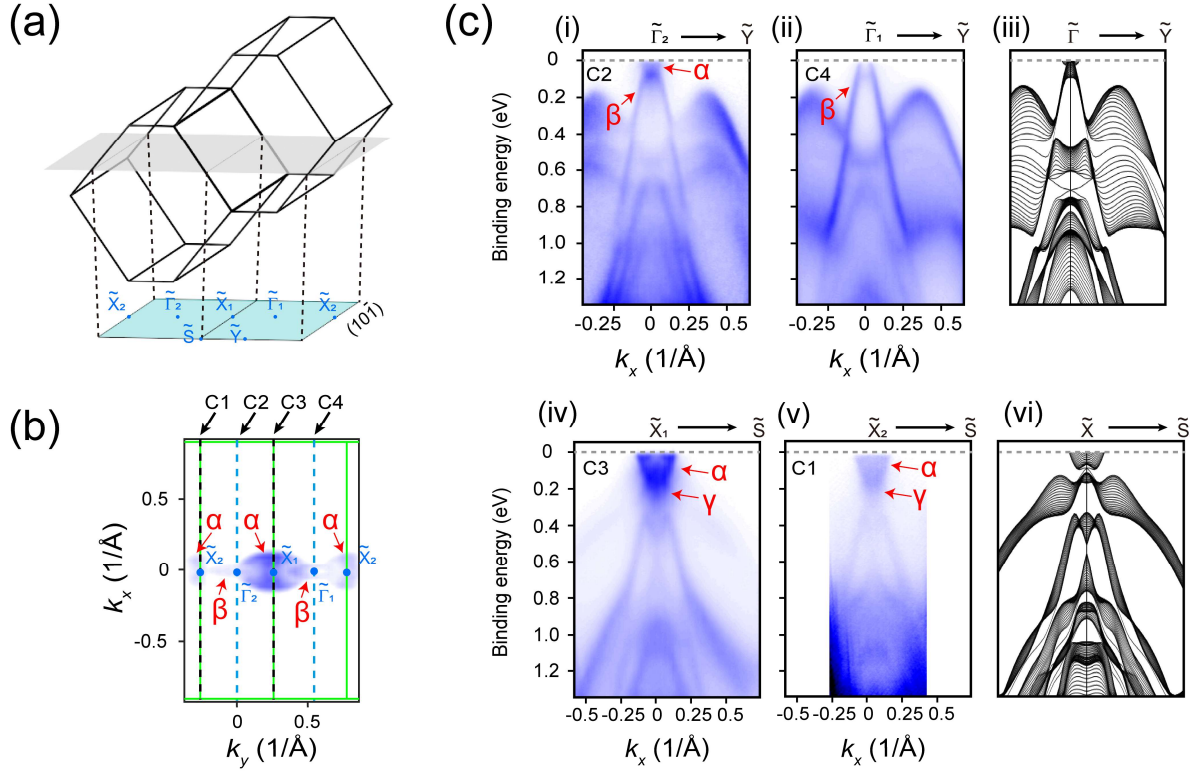 (a)
X̃₂
Γ̃₂
X̃₁
Γ̃₁
X̃₂
(101)
S̃
Ỹ
(b)
C1
C2
C3
C4
0.5
0
-0.5
kₓ (1/Å)
α
α
α
X̃₂
X̃₁
X̃₂
β
Γ̃₂
β
Γ̃₁
0
0.5
k_y (1/Å)
(c)
(i)
Γ̃₂ → Ỹ
C2
α
β
0
0.2
0.4
0.6
0.8
1.0
1.2
Binding energy (eV)
-0.25
0
0.25
0.5
kₓ (1/Å)
(ii)
Γ̃₁ → Ỹ
C4
β
-0.25
0
0.25
0.5
kₓ (1/Å)
(iii)
Γ̃ → Ỹ
(iv)
X̃₁ → S̃
C3
α
γ
0
0.2
0.4
0.6
0.8
1.0
1.2
Binding energy (eV)
-0.5
-0.25
0
0.25
0.5
kₓ (1/Å)
(v)
X̃₂ → S̃
C1
α
γ
-0.5
-0.25
0
0.25
0.5
kₓ (1/Å)
(vi)
X̃ → S̃